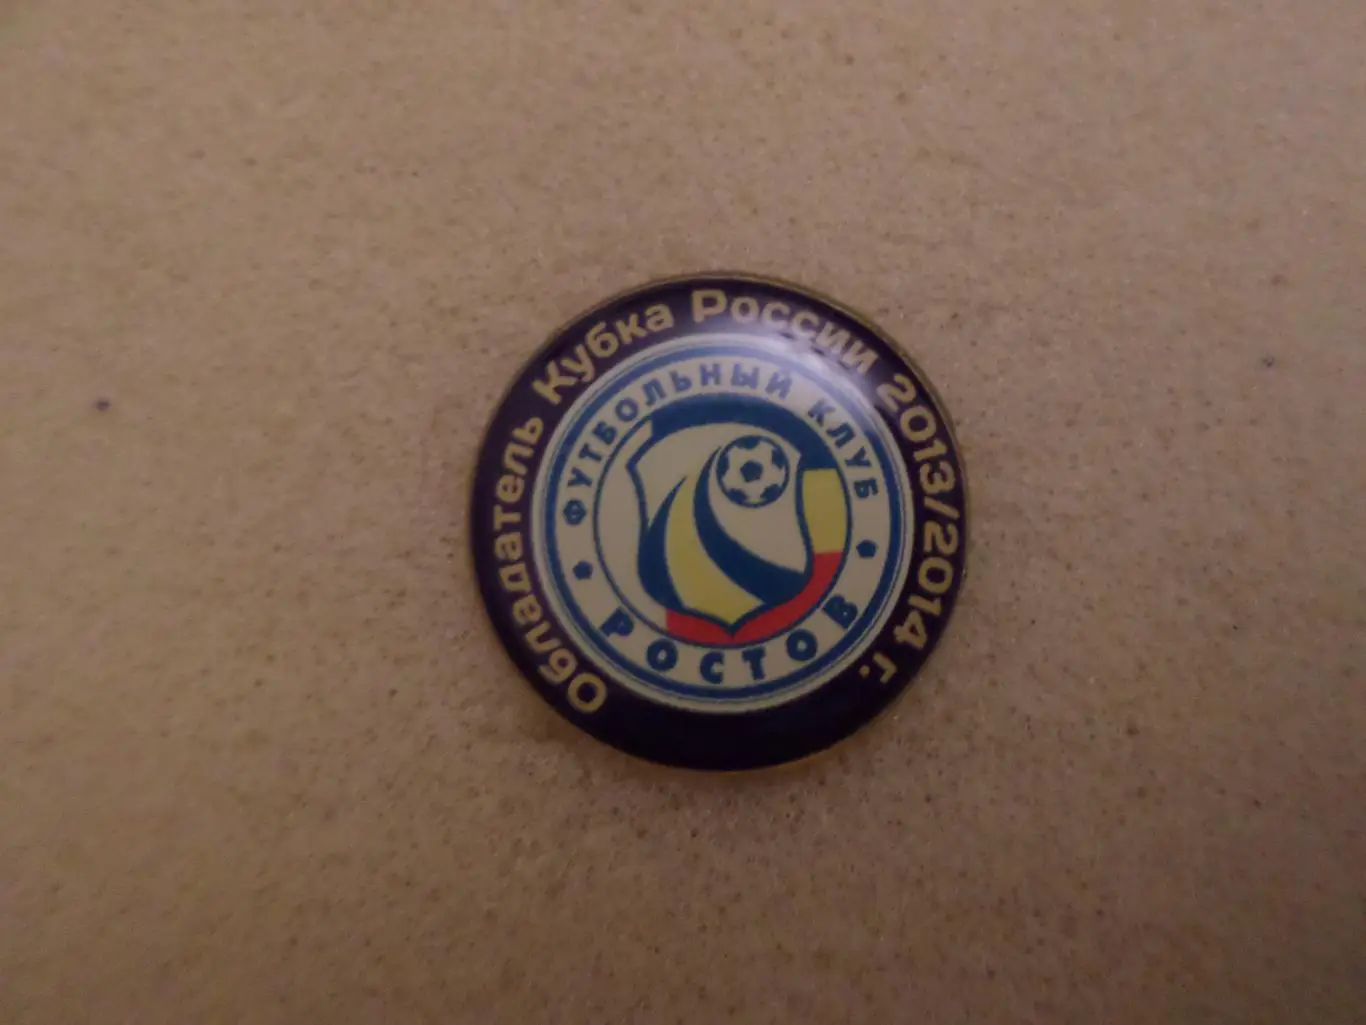 Обладатель Кубка России 2013/2014 г.
ФУТБОЛЬНЫЙ КЛУБ
РОСТОВ